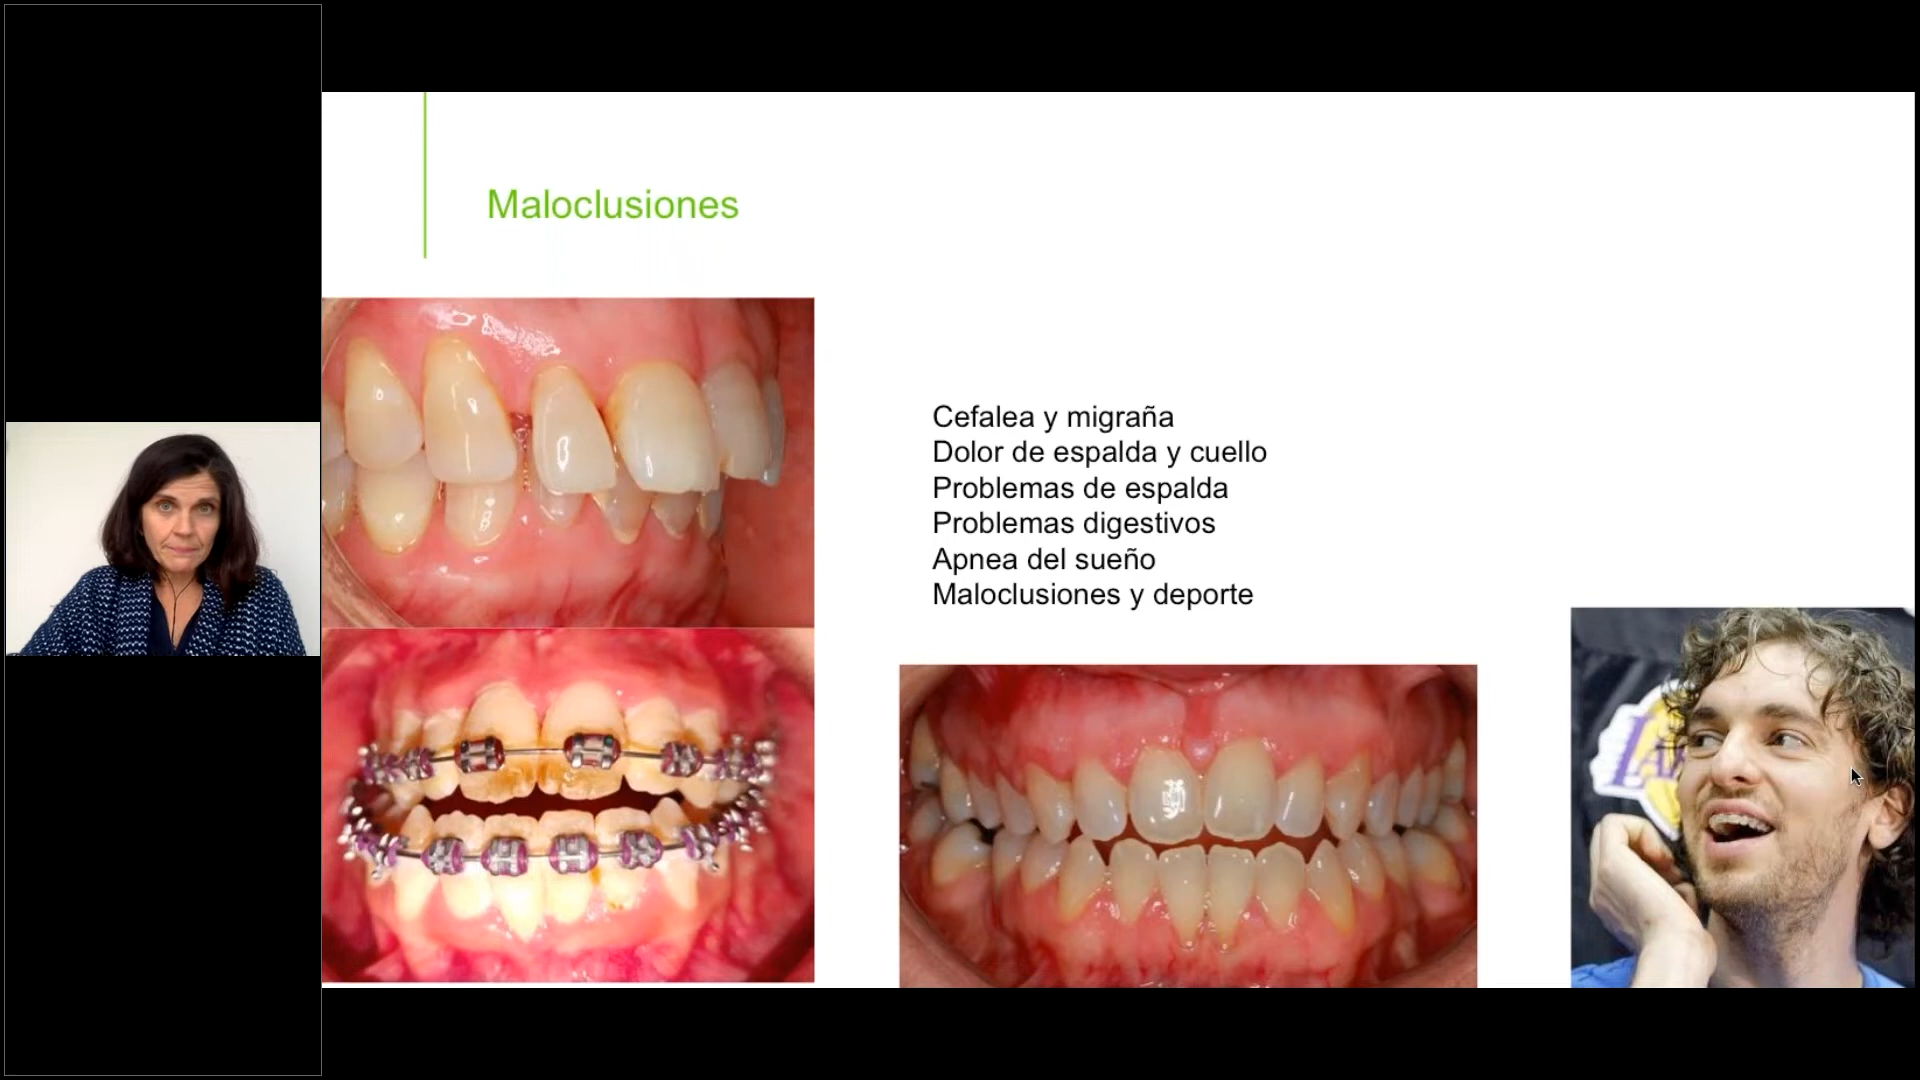 Maloclusiones
Cefalea y migraña
Dolor de espalda y cuello
Problemas de espalda
Problemas digestivos
Apnea del sueño
Maloclusiones y deporte